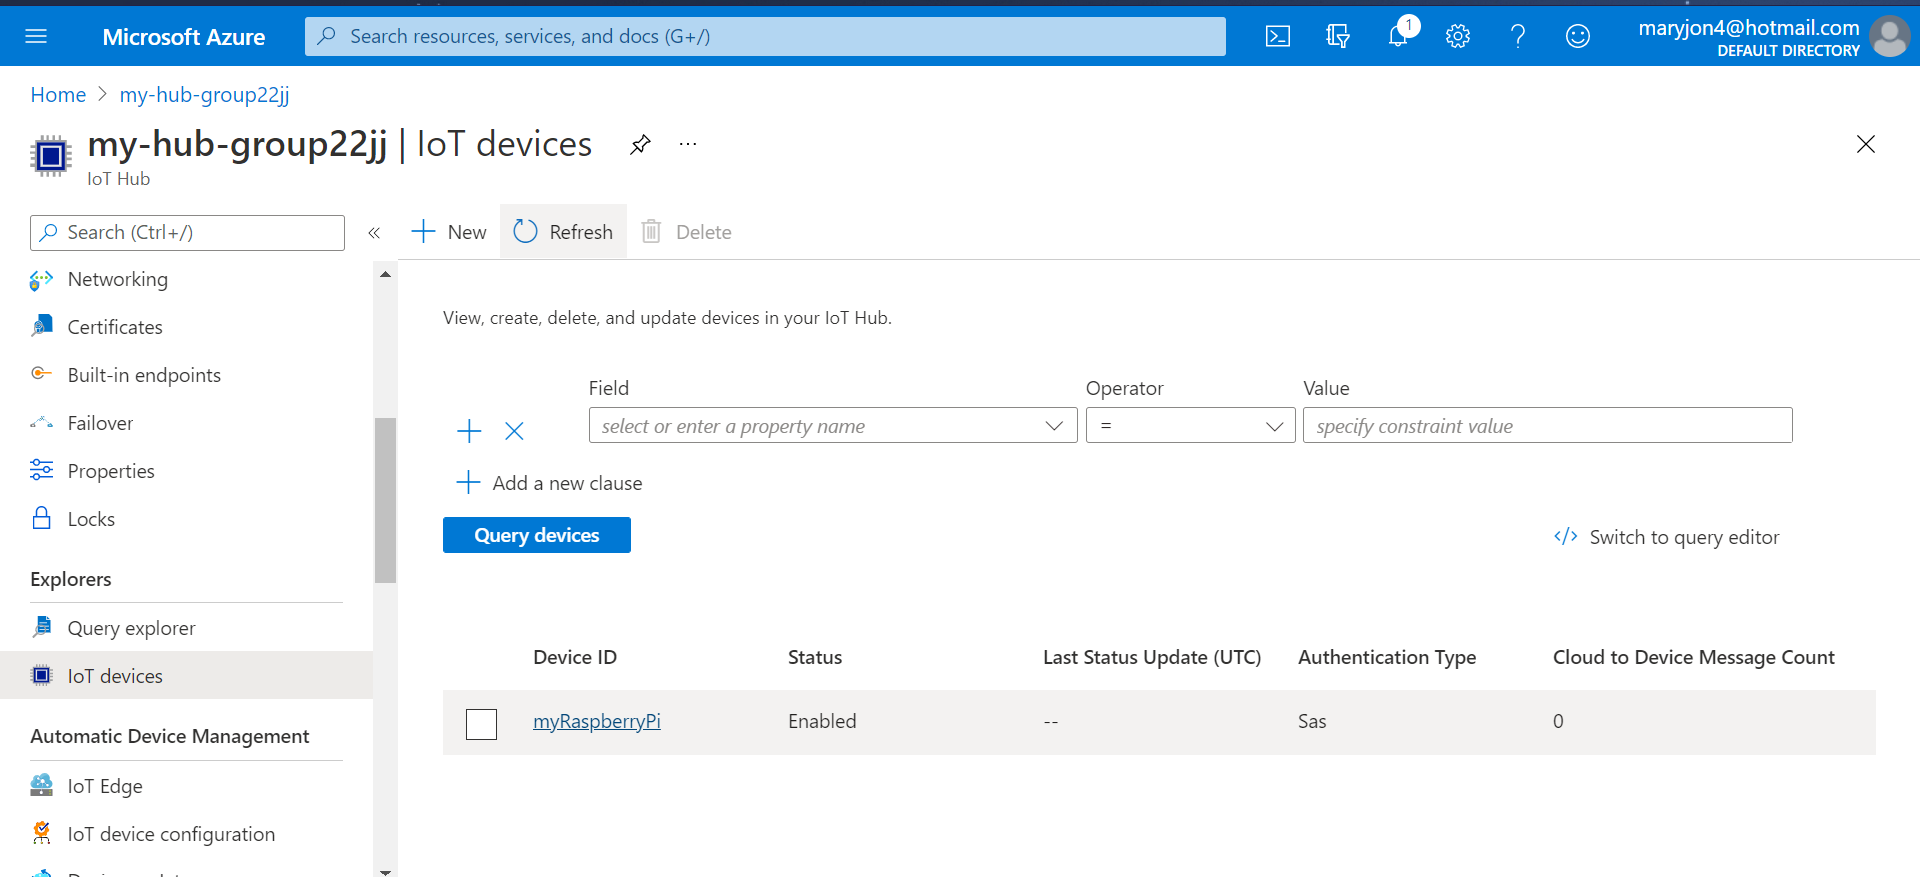 Microsoft Azure
Search resources, services, and docs (G+/)
1
maryjon4@hotmail.com
DEFAULT DIRECTORY
Home > my-hub-group22jj
my-hub-group22jj | IoT devices
IoT Hub
Search (Ctrl+/)
«
New
Refresh
Delete
Networking
Certificates
Built-in endpoints
Failover
Properties
Locks
Explorers
Query explorer
IoT devices
Automatic Device Management
IoT Edge
IoT device configuration
View, create, delete, and update devices in your IoT Hub.
Field Operator Value
select or enter a property name = specify constraint value
Add a new clause
Query devices
</> Switch to query editor
Device ID Status Last Status Update (UTC) Authentication Type Cloud to Device Message Count
myRaspberryPi Enabled -- Sas 0